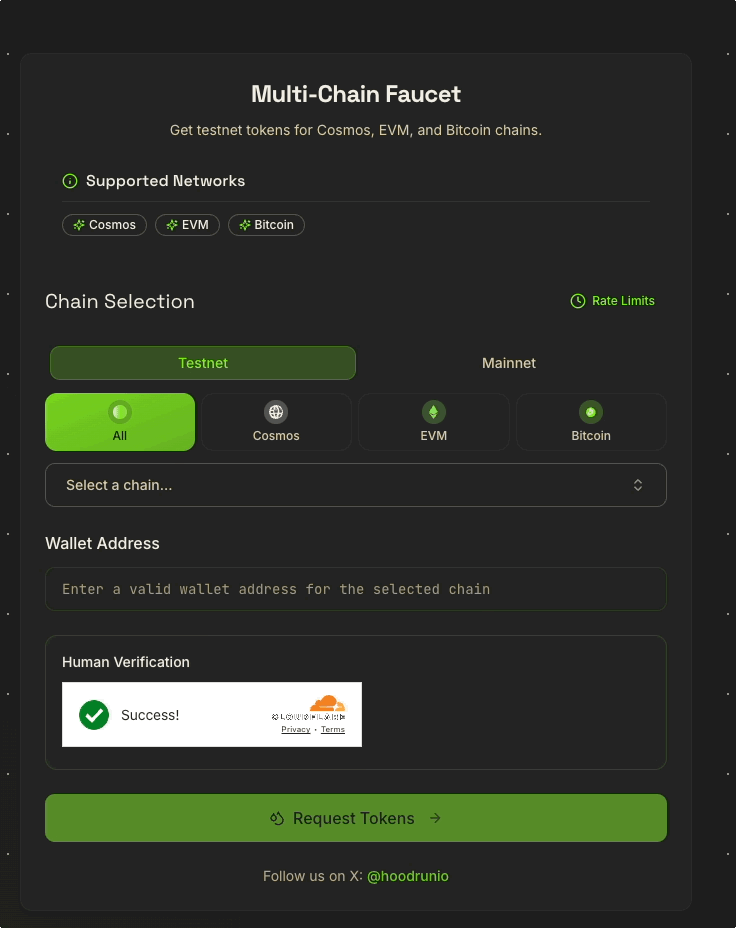 Multi-Chain Faucet
Get testnet tokens for Cosmos, EVM, and Bitcoin chains.
Supported Networks
Cosmos EVM Bitcoin
Chain Selection Rate Limits
Testnet Mainnet
All Cosmos EVM Bitcoin
Select a chain...
Wallet Address
Enter a valid wallet address for the selected chain
Human Verification
Success!
CLOUDFLARE
Privacy • Terms
Request Tokens
Follow us on X: @hoodrunio